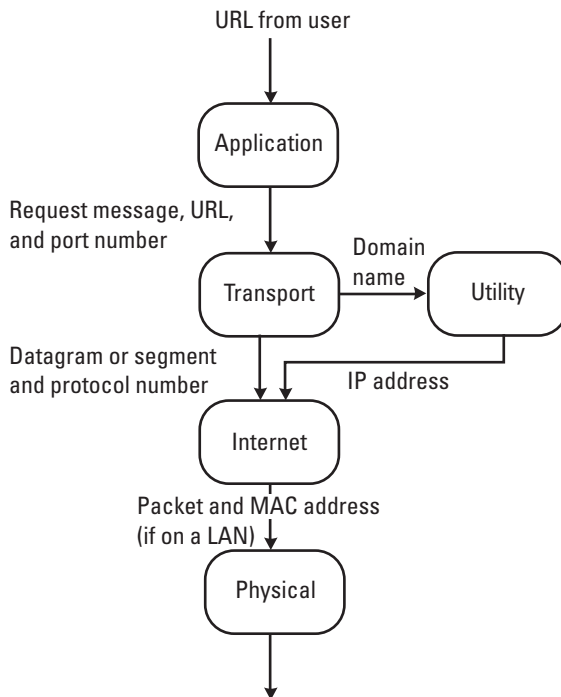 URL from user
Application
Request message, URL,
and port number
Domain
name
Transport
Utility
Datagram or segment
and protocol number
IP address
Internet
Packet and MAC address
(if on a LAN)
Physical